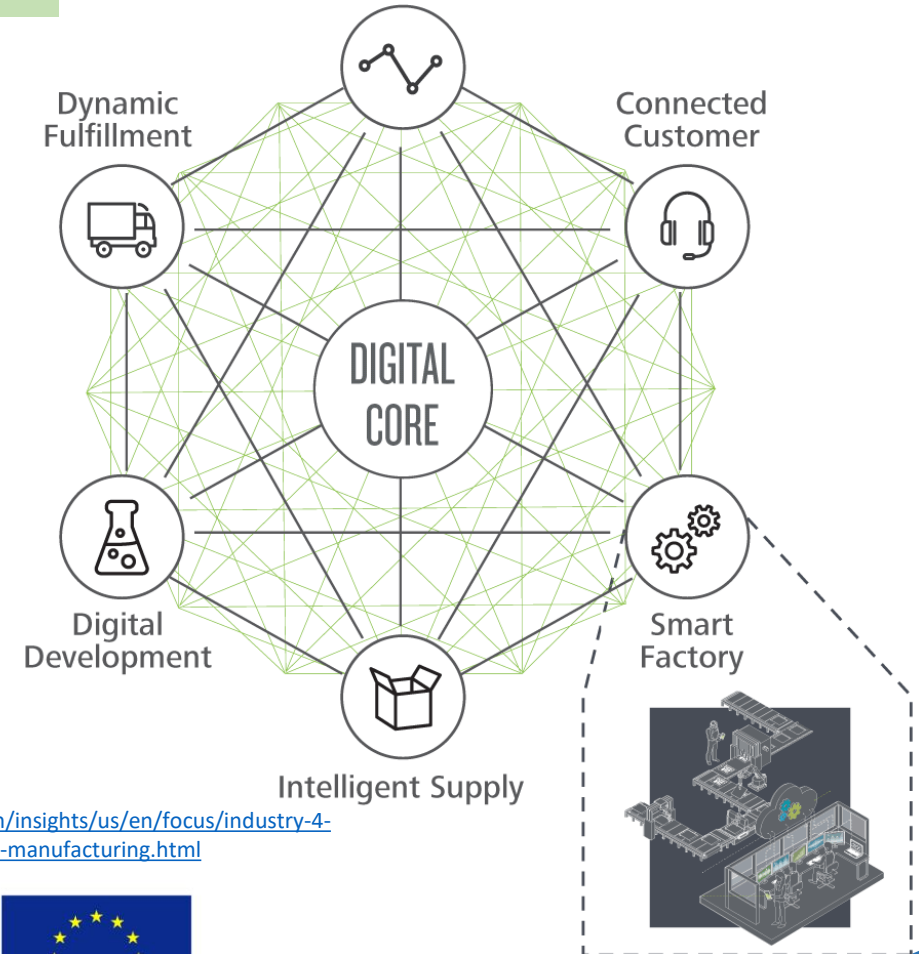 Dynamic
Fulfillment
Connected
Customer
DIGITAL
CORE
Digital
Development
Smart
Factory
Intelligent Supply
/insights/us/en/focus/industry-4-
-manufacturing.html